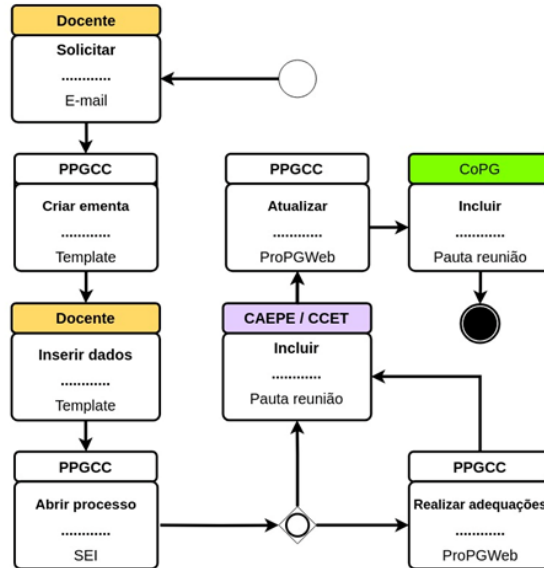 Docente
Solicitar
............
E-mail
PPGCC
Criar ementa
............
Template
Docente
Inserir dados
............
Template
PPGCC
Abrir processo
............
SEI
PPGCC
Atualizar
............
ProPGWeb
CoPG
Incluir
............
Pauta reunião
CAEPE / CCET
Incluir
............
Pauta reunião
PPGCC
Realizar adequações
............
ProPGWeb